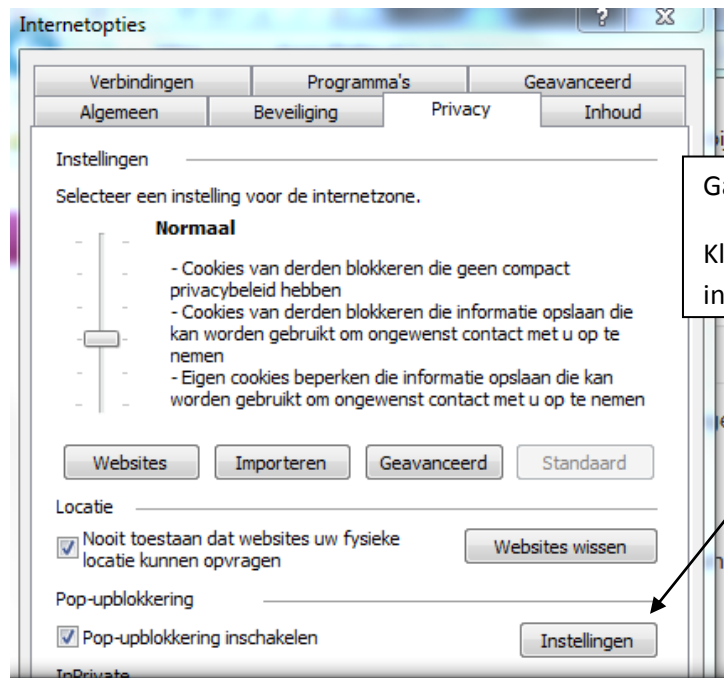 Internetopties
Verbindingen Programma's Geavanceerd
Algemeen Beveiliging Privacy Inhoud
Instellingen
Selecteer een instelling voor de internetzone.
Normaal
- Cookies van derden blokkeren die geen compact
privacybeleid hebben
- Cookies van derden blokkeren die informatie opslaan die
kan worden gebruikt om ongewenst contact met u op te
nemen
- Eigen cookies beperken die informatie opslaan die kan
worden gebruikt om ongewenst contact met u op te nemen
Websites Importeren Geavanceerd Standaard
Locatie
Nooit toestaan dat websites uw fysieke
locatie kunnen opvragen
Websites wissen
Pop-upblokkering
Pop-upblokkering inschakelen Instellingen
InPrivate